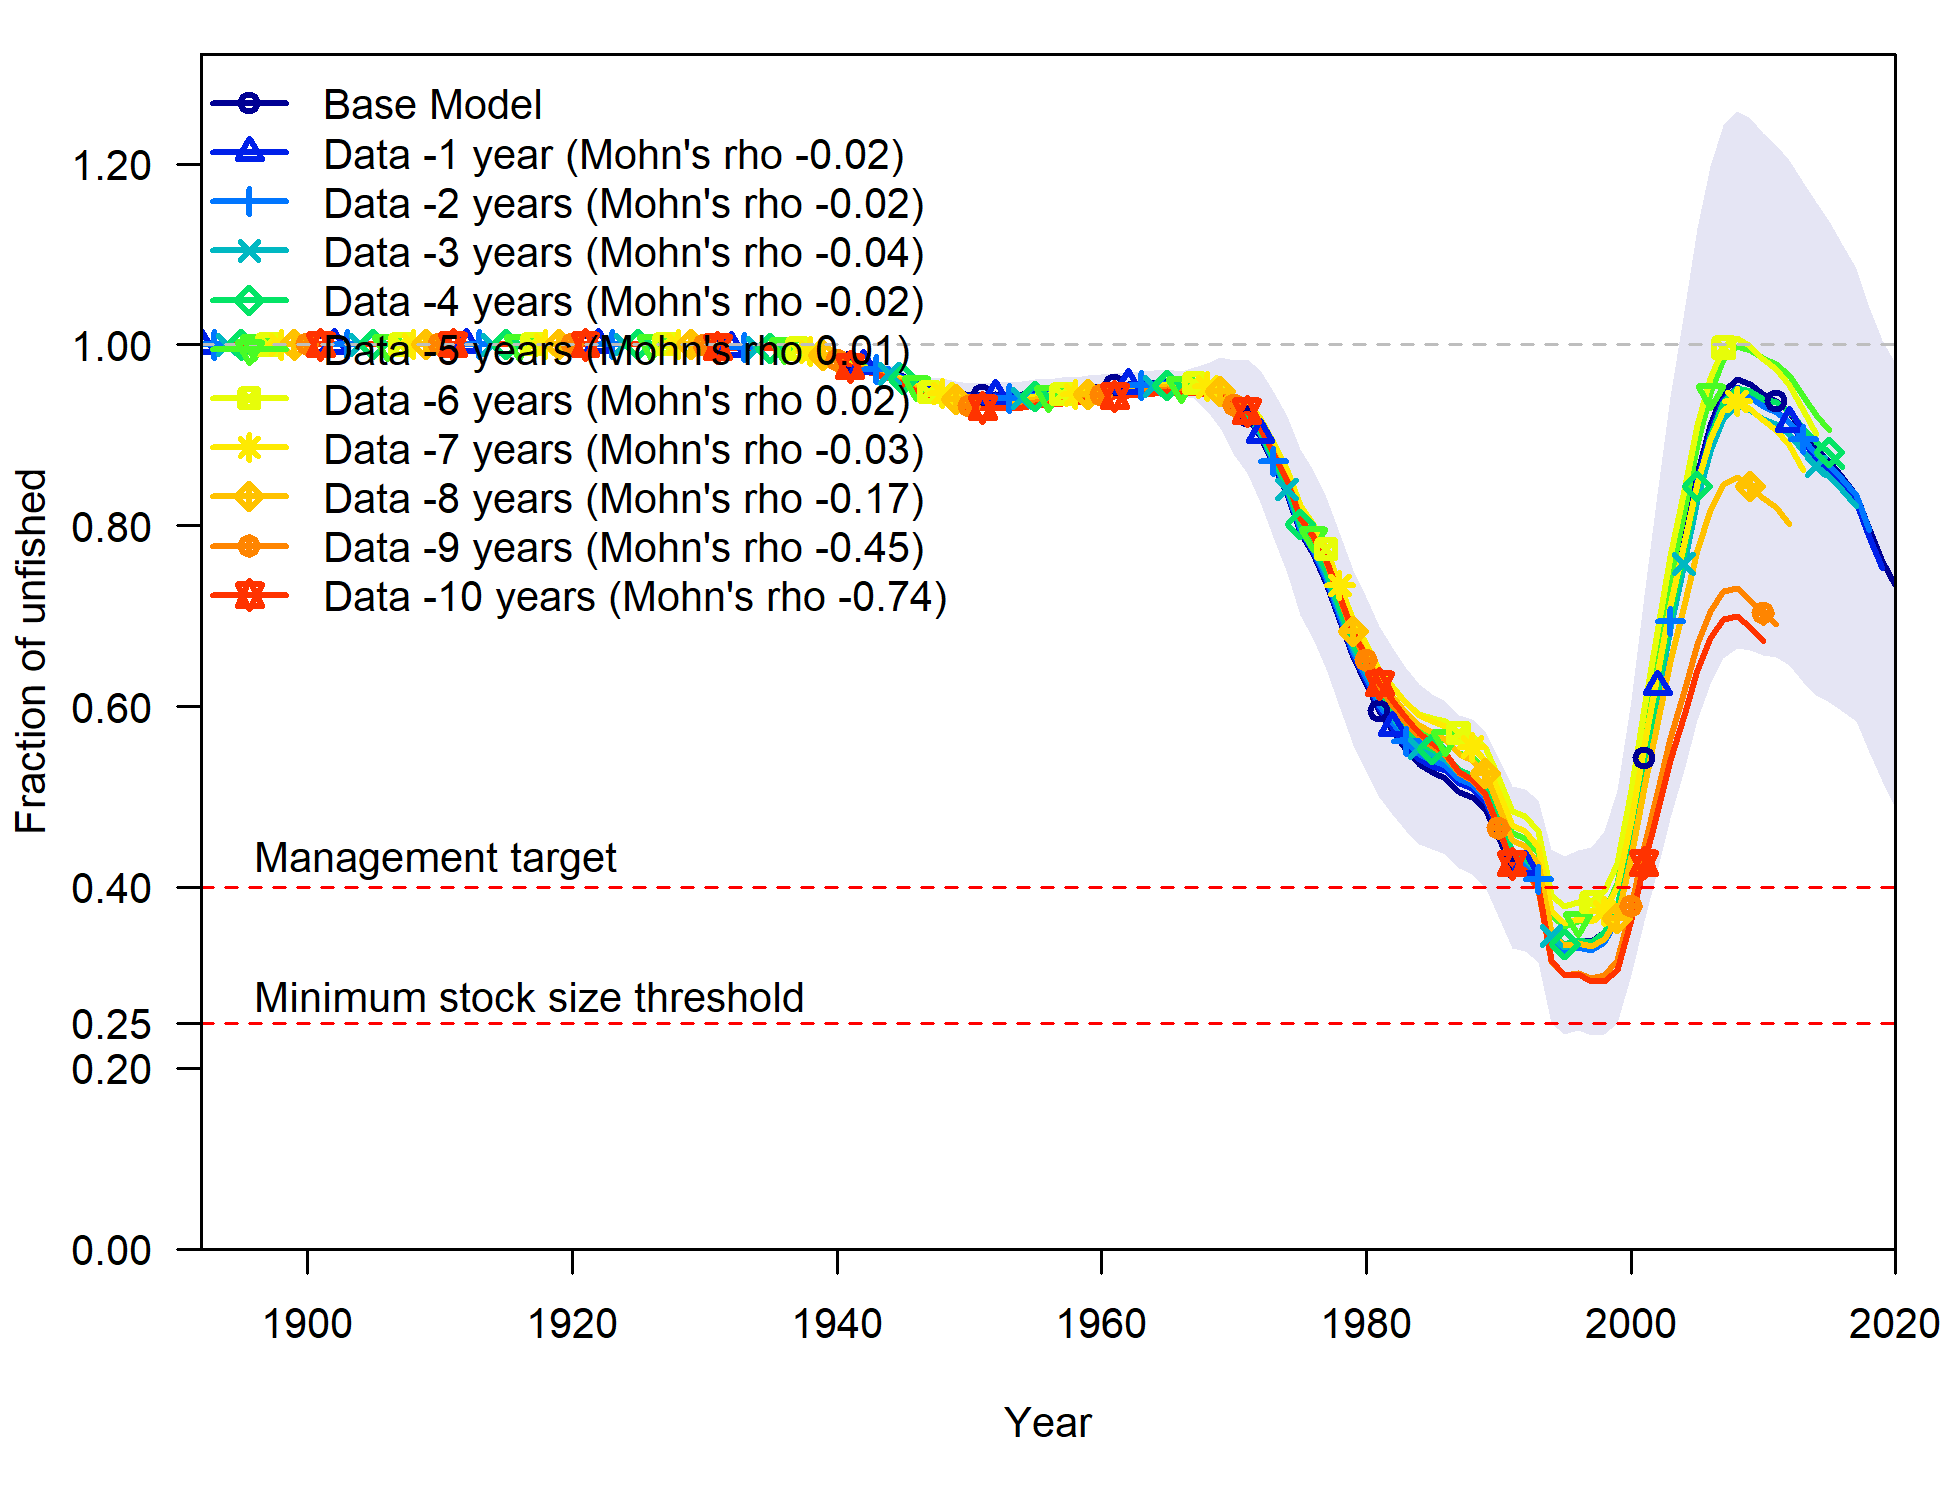 Base Model
Data -1 year (Mohn's rho -0.02)
Data -2 years (Mohn's rho -0.02)
Data -3 years (Mohn's rho -0.04)
Data -4 years (Mohn's rho -0.02)
Data -5 years (Mohn's rho 0.01)
Data -6 years (Mohn's rho 0.02)
Data -7 years (Mohn's rho -0.03)
Data -8 years (Mohn's rho -0.17)
Data -9 years (Mohn's rho -0.45)
Data -10 years (Mohn's rho -0.74)
1.20
1.00
0.80
0.60
0.40
0.25
0.20
0.00
Fraction of unfished
Management target
Minimum stock size threshold
1900 1920 1940 1960 1980 2000 2020
Year